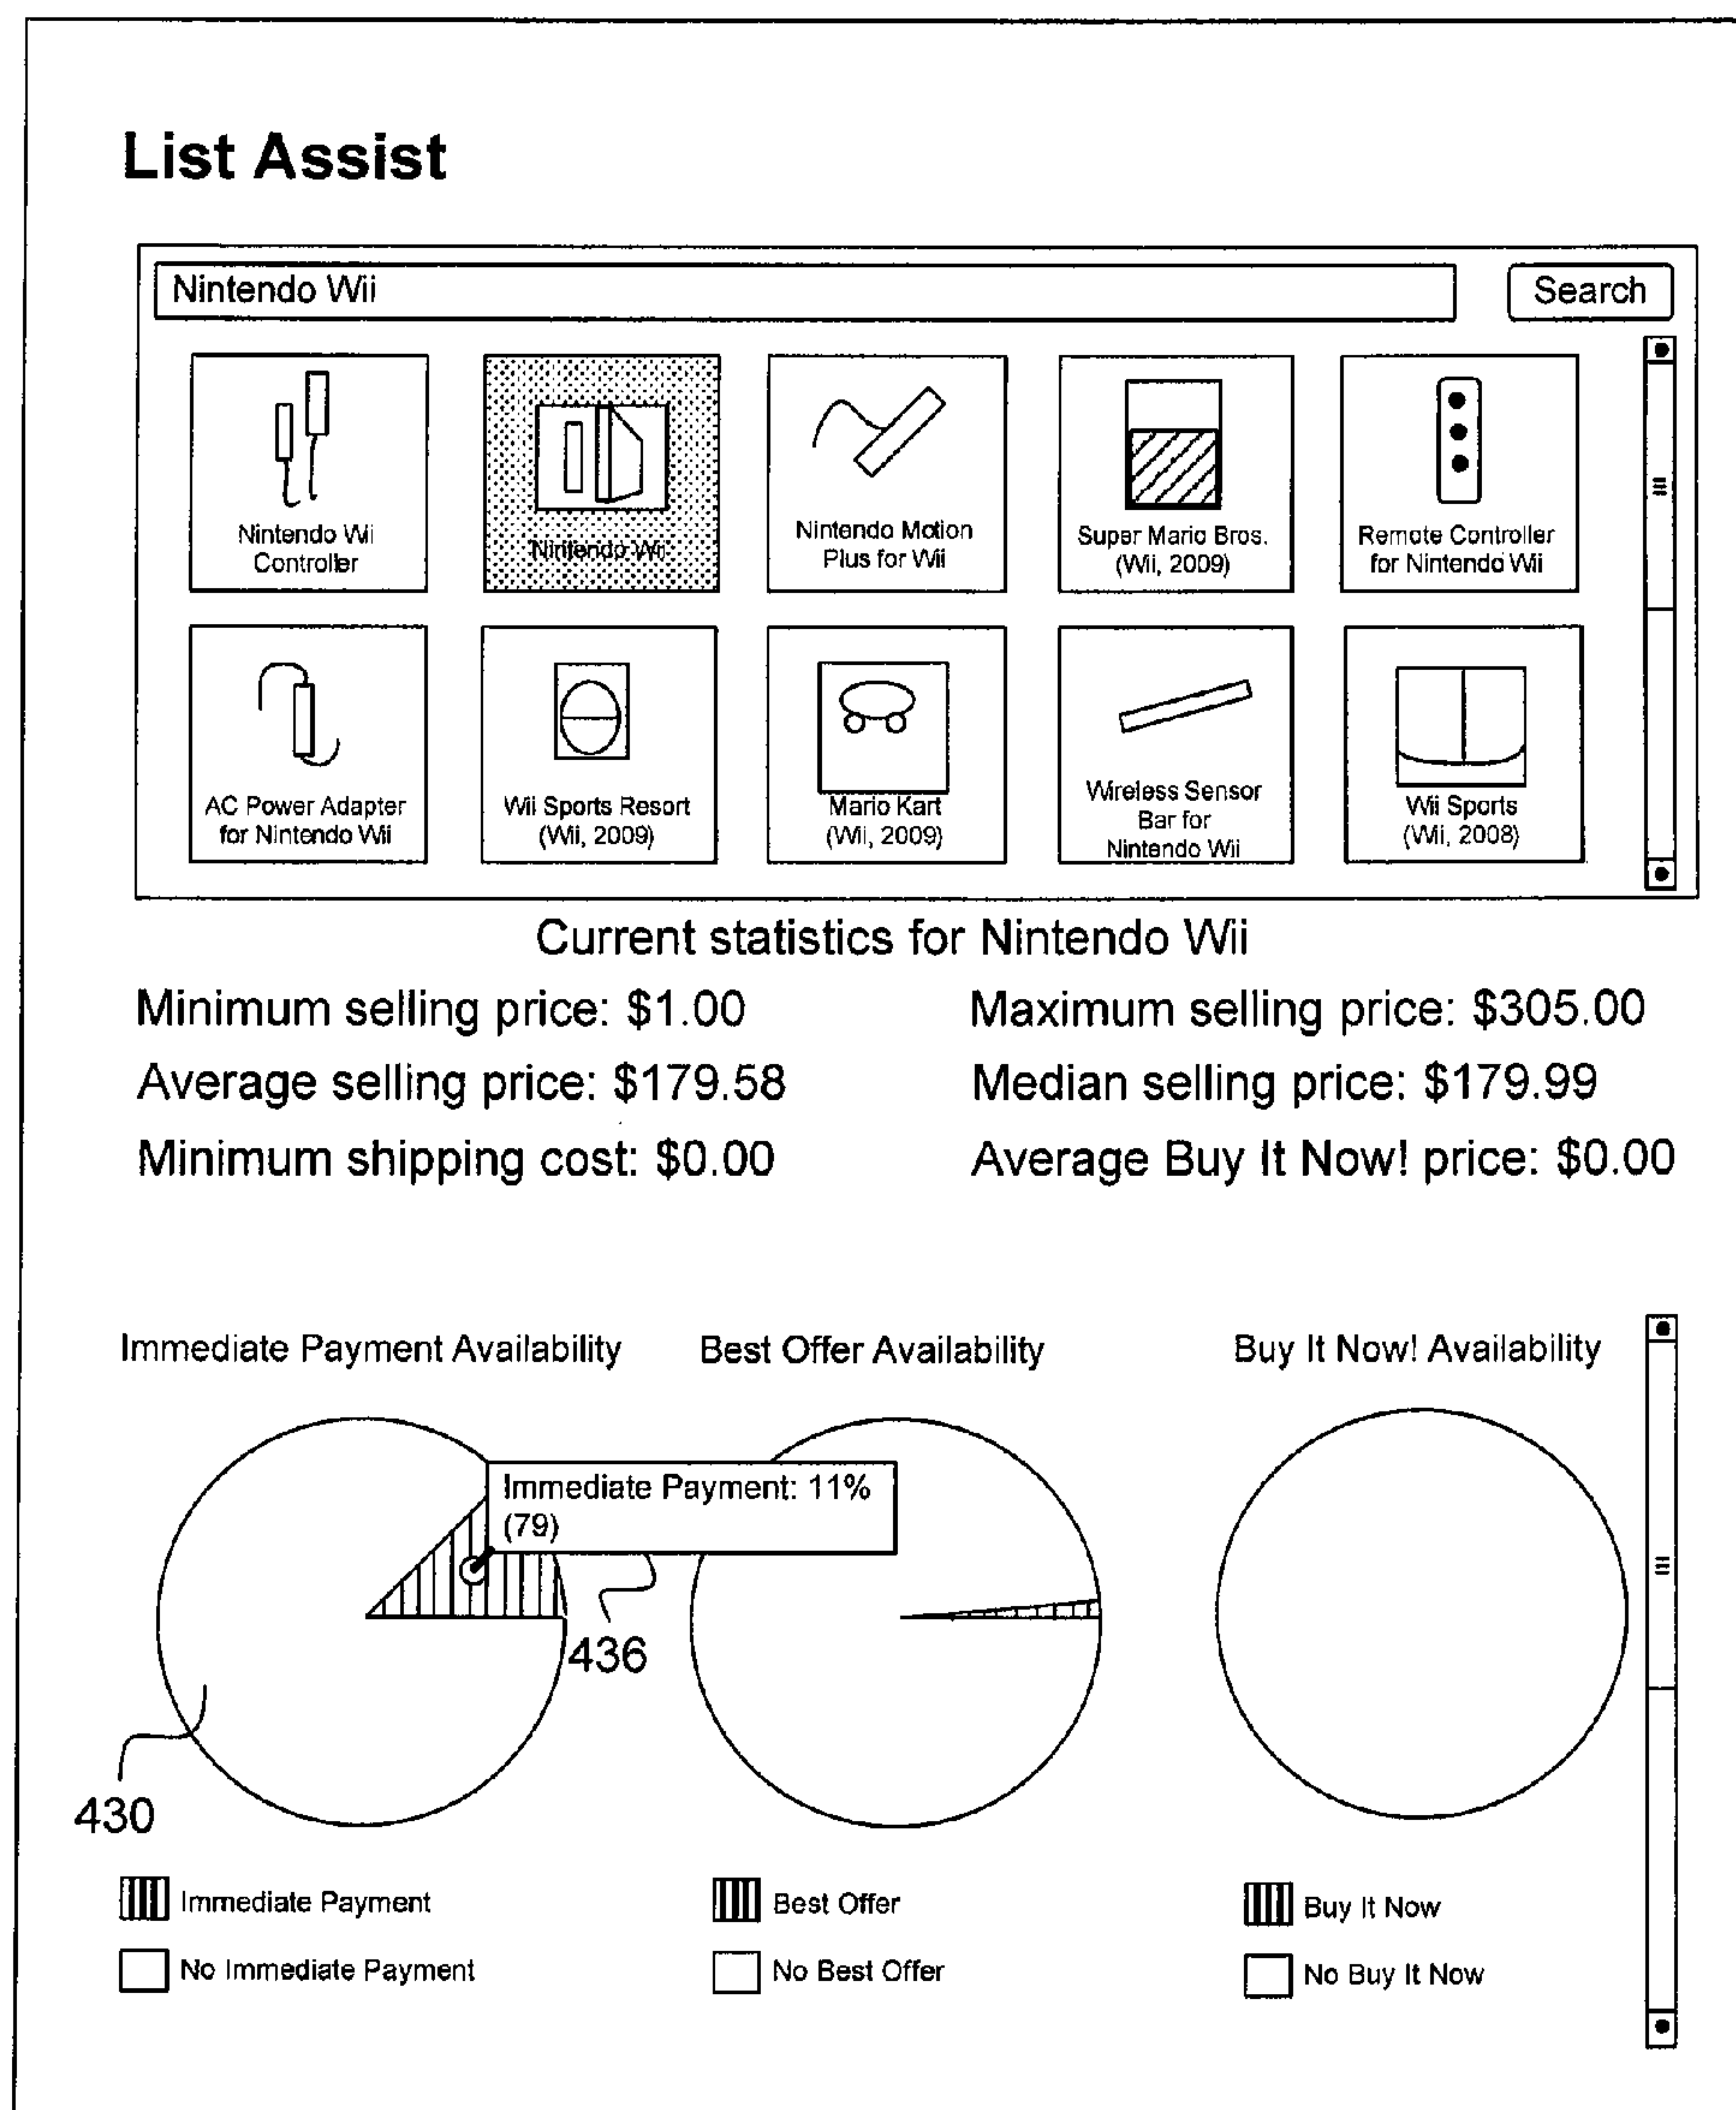 List Assist
Nintendo Wii
Search
Nintendo Wii
Controller
Nintendo Wii
Nintendo Motion
Plus for Wii
Super Mario Bros.
(Wii, 2009)
Remote Controller
for Nintendo Wii
AC Power Adapter
for Nintendo Wii
Wii Sports Resort
(Wii, 2009)
Mario Kart
(Wii, 2009)
Wireless Sensor
Bar for
Nintendo Wii
Wii Sports
(Wii, 2008)
Current statistics for Nintendo Wii
Minimum selling price: $1.00
Maximum selling price: $305.00
Average selling price: $179.58
Median selling price: $179.99
Minimum shipping cost: $0.00
Average Buy It Now! price: $0.00
Immediate Payment Availability
Best Offer Availability
Buy It Now! Availability
Immediate Payment: 11%
(79)
436
430
Immediate Payment
No Immediate Payment
Best Offer
No Best Offer
Buy It Now
No Buy It Now